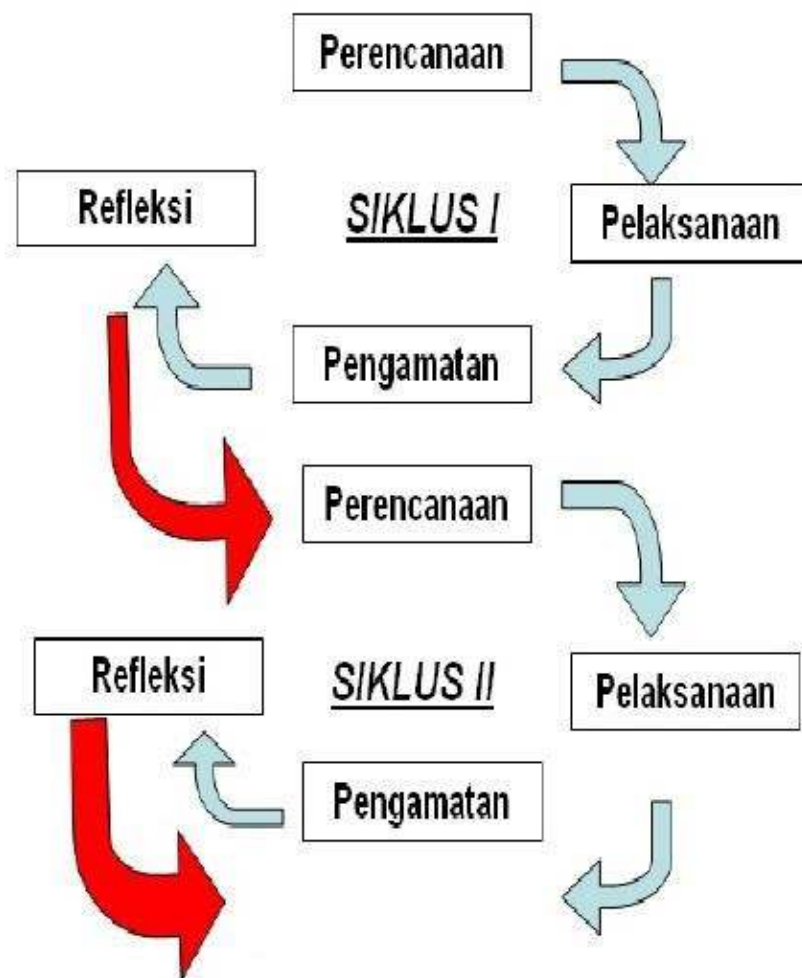 Perencanaan
Refleksi
SIKLUS I
Pelaksanaan
Pengamatan
Perencanaan
Refleksi
SIKLUS II
Pelaksanaan
Pengamatan